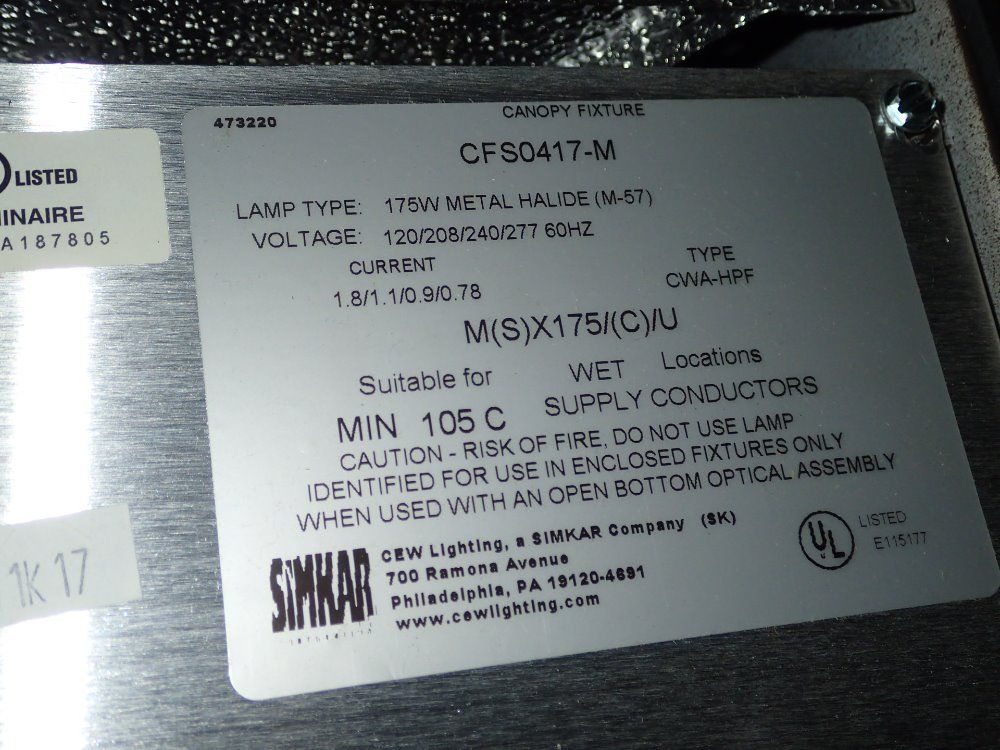 LISTED
INAIRE
A187805
1K 17
473220
CANOPY FIXTURE
CFS0417-M
LAMP TYPE: 175W METAL HALIDE (M-57)
VOLTAGE: 120/208/240/277 60HZ
CURRENT TYPE
1.8/1.1/0.9/0.78 CWA-HPF
M(S)X175/(C)/U
Suitable for WET Locations
MIN 105 C SUPPLY CONDUCTORS
CAUTION - RISK OF FIRE, DO NOT USE LAMP
IDENTIFIED FOR USE IN ENCLOSED FIXTURES ONLY
WHEN USED WITH AN OPEN BOTTOM OPTICAL ASSEMBLY
SIMKAR
CEW Lighting, a SIMKAR Company (SK)
700 Ramona Avenue
Philadelphia, PA 19120-4691
www.cewlighting.com
UL LISTED
E115177